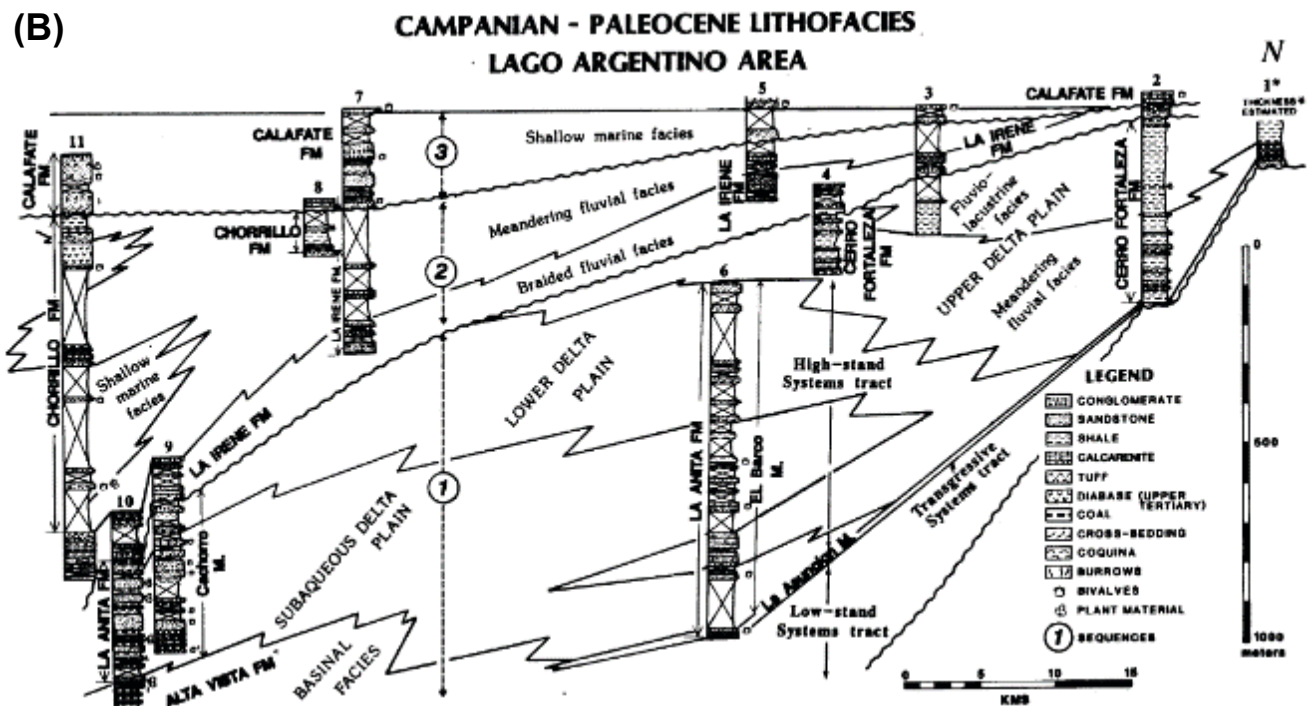 (B)
CAMPANIAN - PALEOCENE LITHOFACIES
LAGO ARGENTINO AREA
N
1*
THICKNESS
ESTIMATED
2
CALAFATE FM
3
5
7
11
CALAFATE FM
CALAFATE
FM
Shallow marine facies
3
LA IRENE
FM
8
CHORRILLO
FM
Meandering fluvial facies
LA IRENE
FM
4
CERRO
FORTALEZA
FM
Fluvio-
lacustrine
facies
UPPER DELTA PLAIN
Meandering
fluvial facies
CERRO FORTALEZA
FM
2
Braided fluvial facies
LA IRENE FM.
6
CHORRILLO FM
Shallow
marine
facies
LOWER DELTA
PLAIN
High-stand
Systems tract
9
LA IRENE FM
10
1
LA ANITA FM
EL Barco
M.
Transgressive
Systems tract
La Asuncion M.
Low-stand
Systems tract
LA ANITA FM
Cachorro
M.
SUBAQUEOUS DELTA
PLAIN
ALTA VISTA FM
BASINAL
FACIES
0
500
1000
meters
LEGEND
CONGLOMERATE
SANDSTONE
SHALE
CALCARENITE
TUFF
DIABASE (UPPER
TERTIARY)
COAL
CROSS-BEDDING
COQUINA
BURROWS
BIVALVES
PLANT MATERIAL
1 SEQUENCES
0 5 10 15
KMS